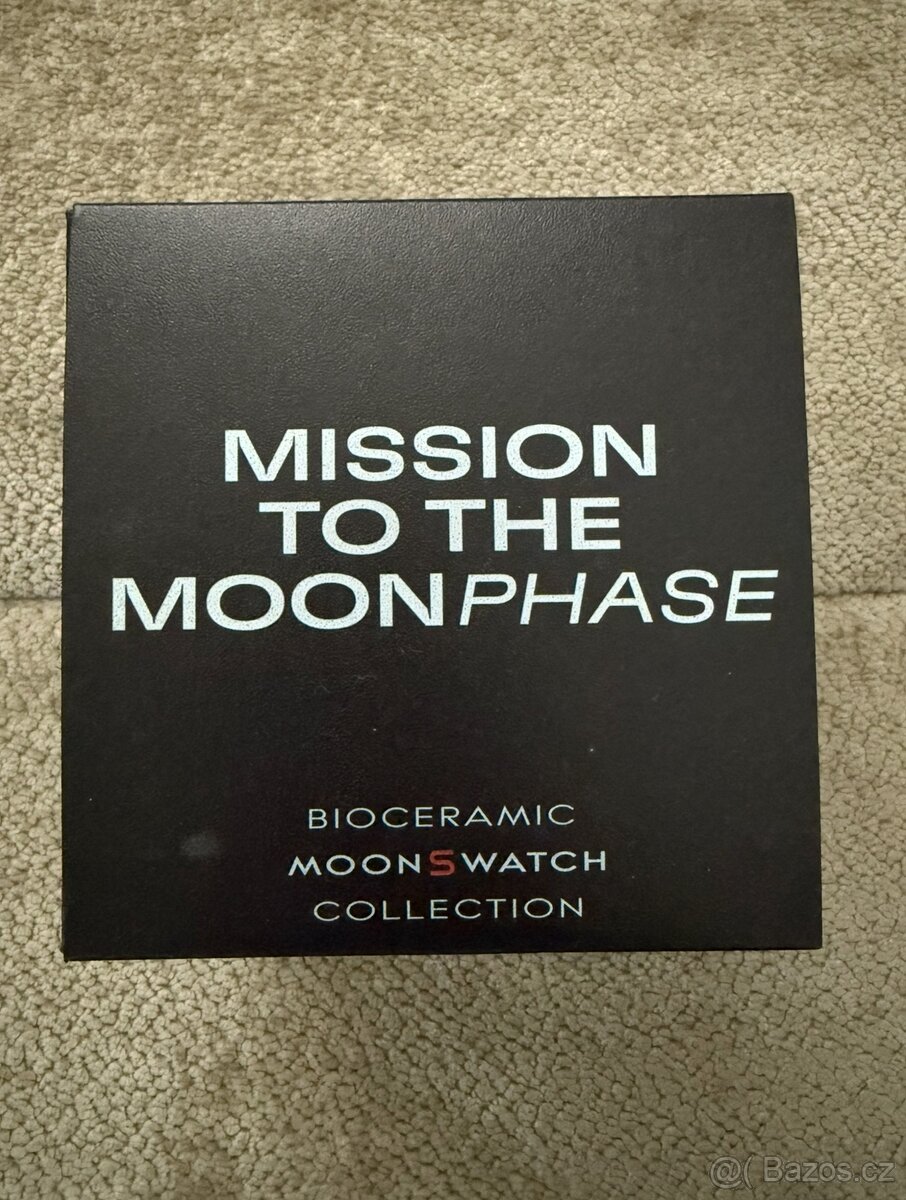 MISSION
TO THE
MOONPHASE
BIOCERAMIC
MOONSWATCH
COLLECTION
@( Bazos.cz